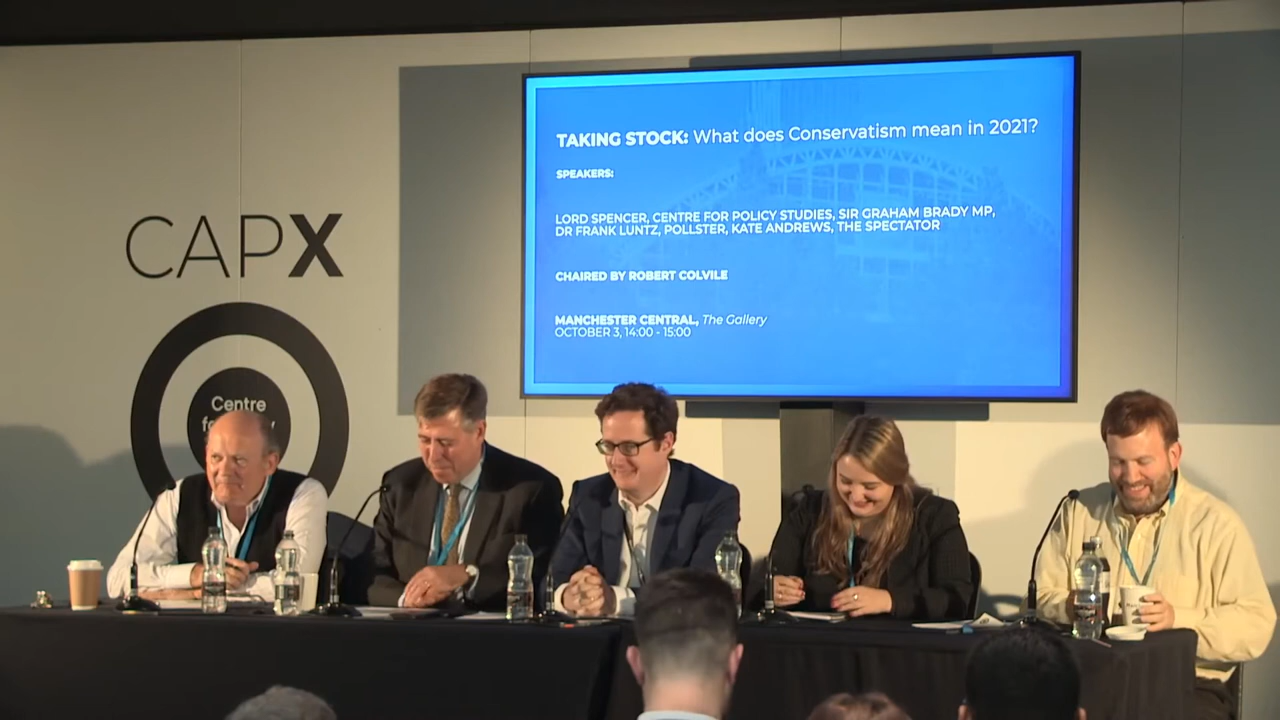 TAKING STOCK: What does Conservatism mean in 2021?
SPEAKERS:
LORD SPENCER, CENTRE FOR POLICY STUDIES, SIR GRAHAM BRADY MP,
DR FRANK LUNTZ, POLLSTER, KATE ANDREWS, THE SPECTATOR
CHAIRED BY ROBERT COLVILE
MANCHESTER CENTRAL, The Gallery
OCTOBER 3, 14:00 - 15:00
CAPX
Centre